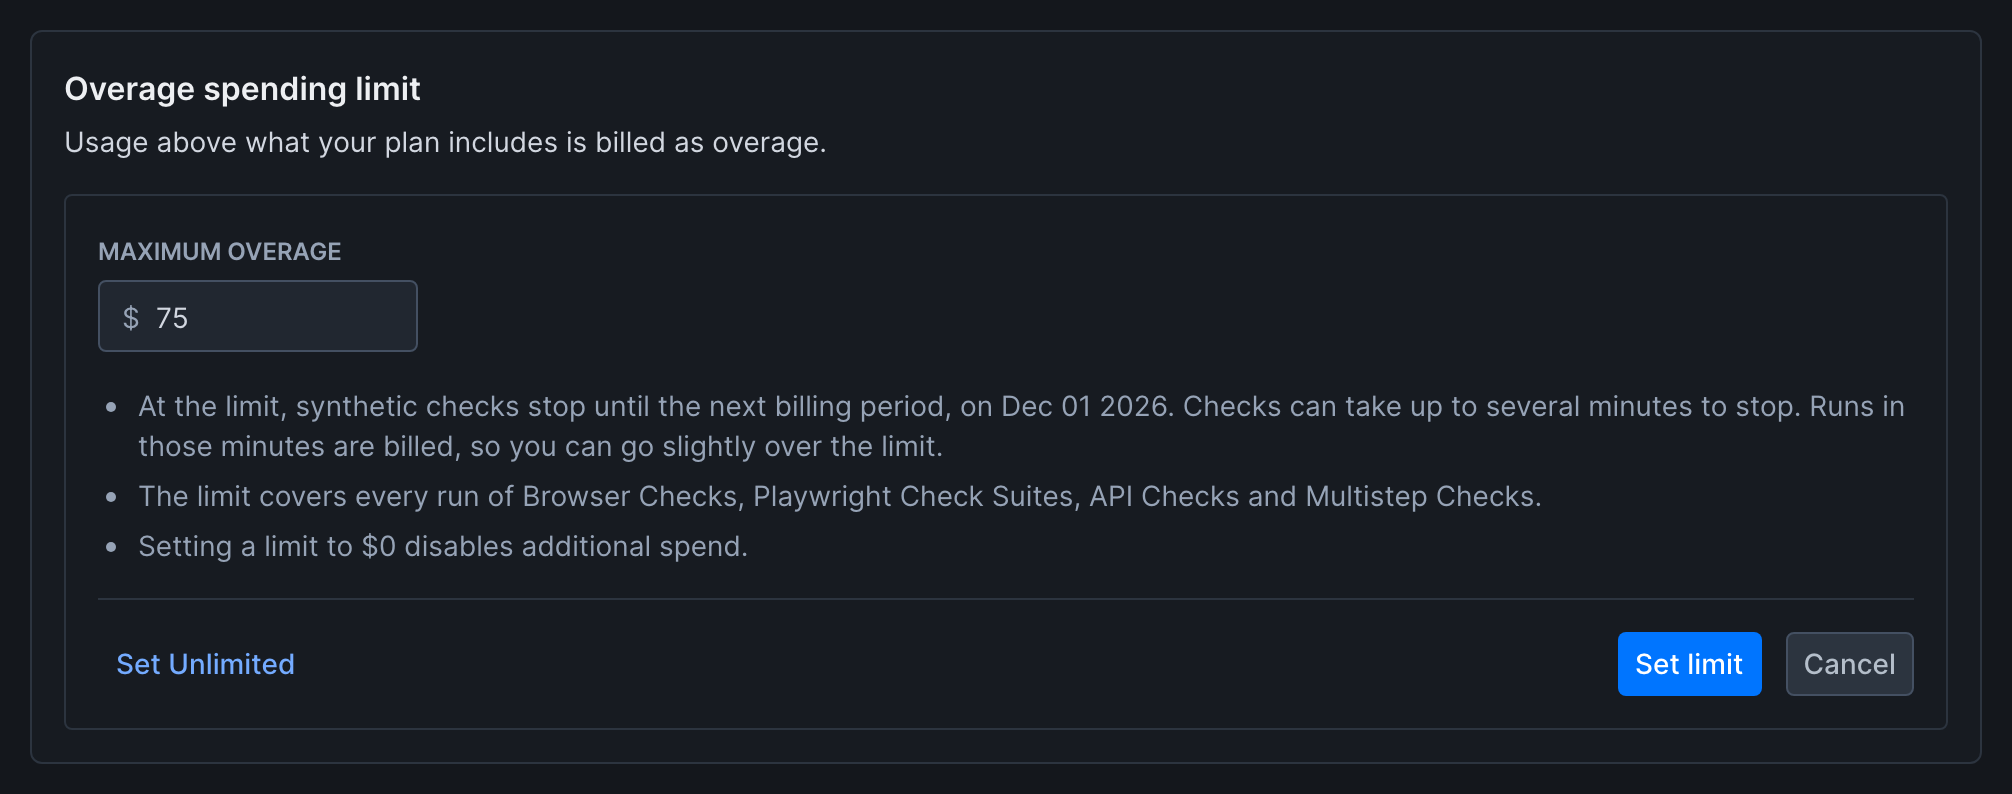 Overage spending limit
Usage above what your plan includes is billed as overage.
MAXIMUM OVERAGE
$ 75
• At the limit, synthetic checks stop until the next billing period, on Dec 01 2026. Checks can take up to several minutes to stop. Runs in
those minutes are billed, so you can go slightly over the limit.
• The limit covers every run of Browser Checks, Playwright Check Suites, API Checks and Multistep Checks.
• Setting a limit to $0 disables additional spend.
Set Unlimited
Set limit
Cancel